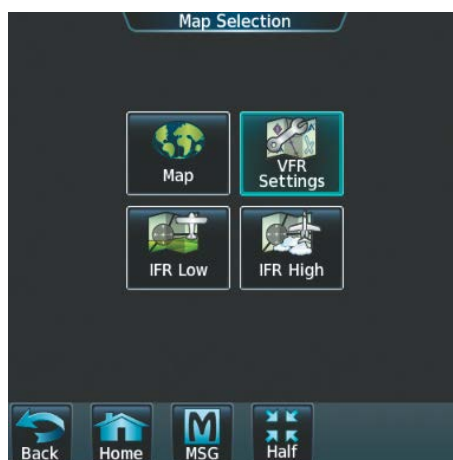 Map Selection
Map
VFR
Settings
IFR Low
IFR High
Back
Home
M
MSG
Half